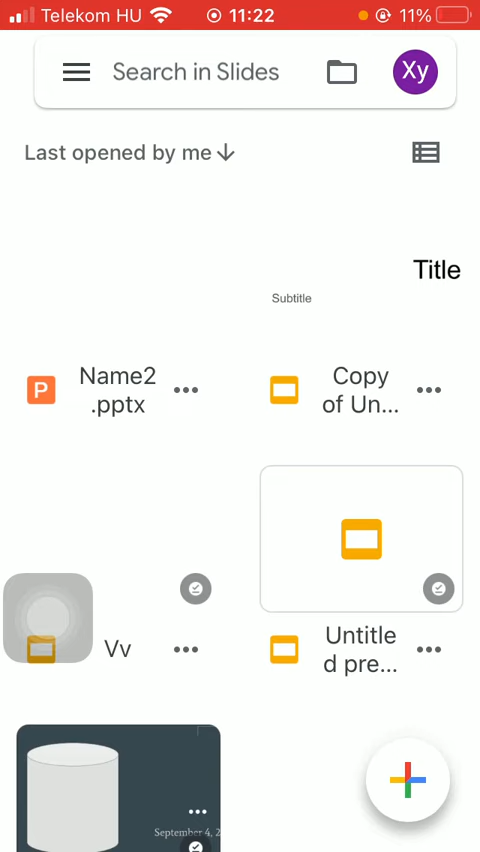 Telekom HU 11:22 11%
Search in Slides
Xy
Last opened by me
Title
Subtitle
P Name2 .pptx
Copy of Un...
Vv
Untitle d pre...
September 4, 2